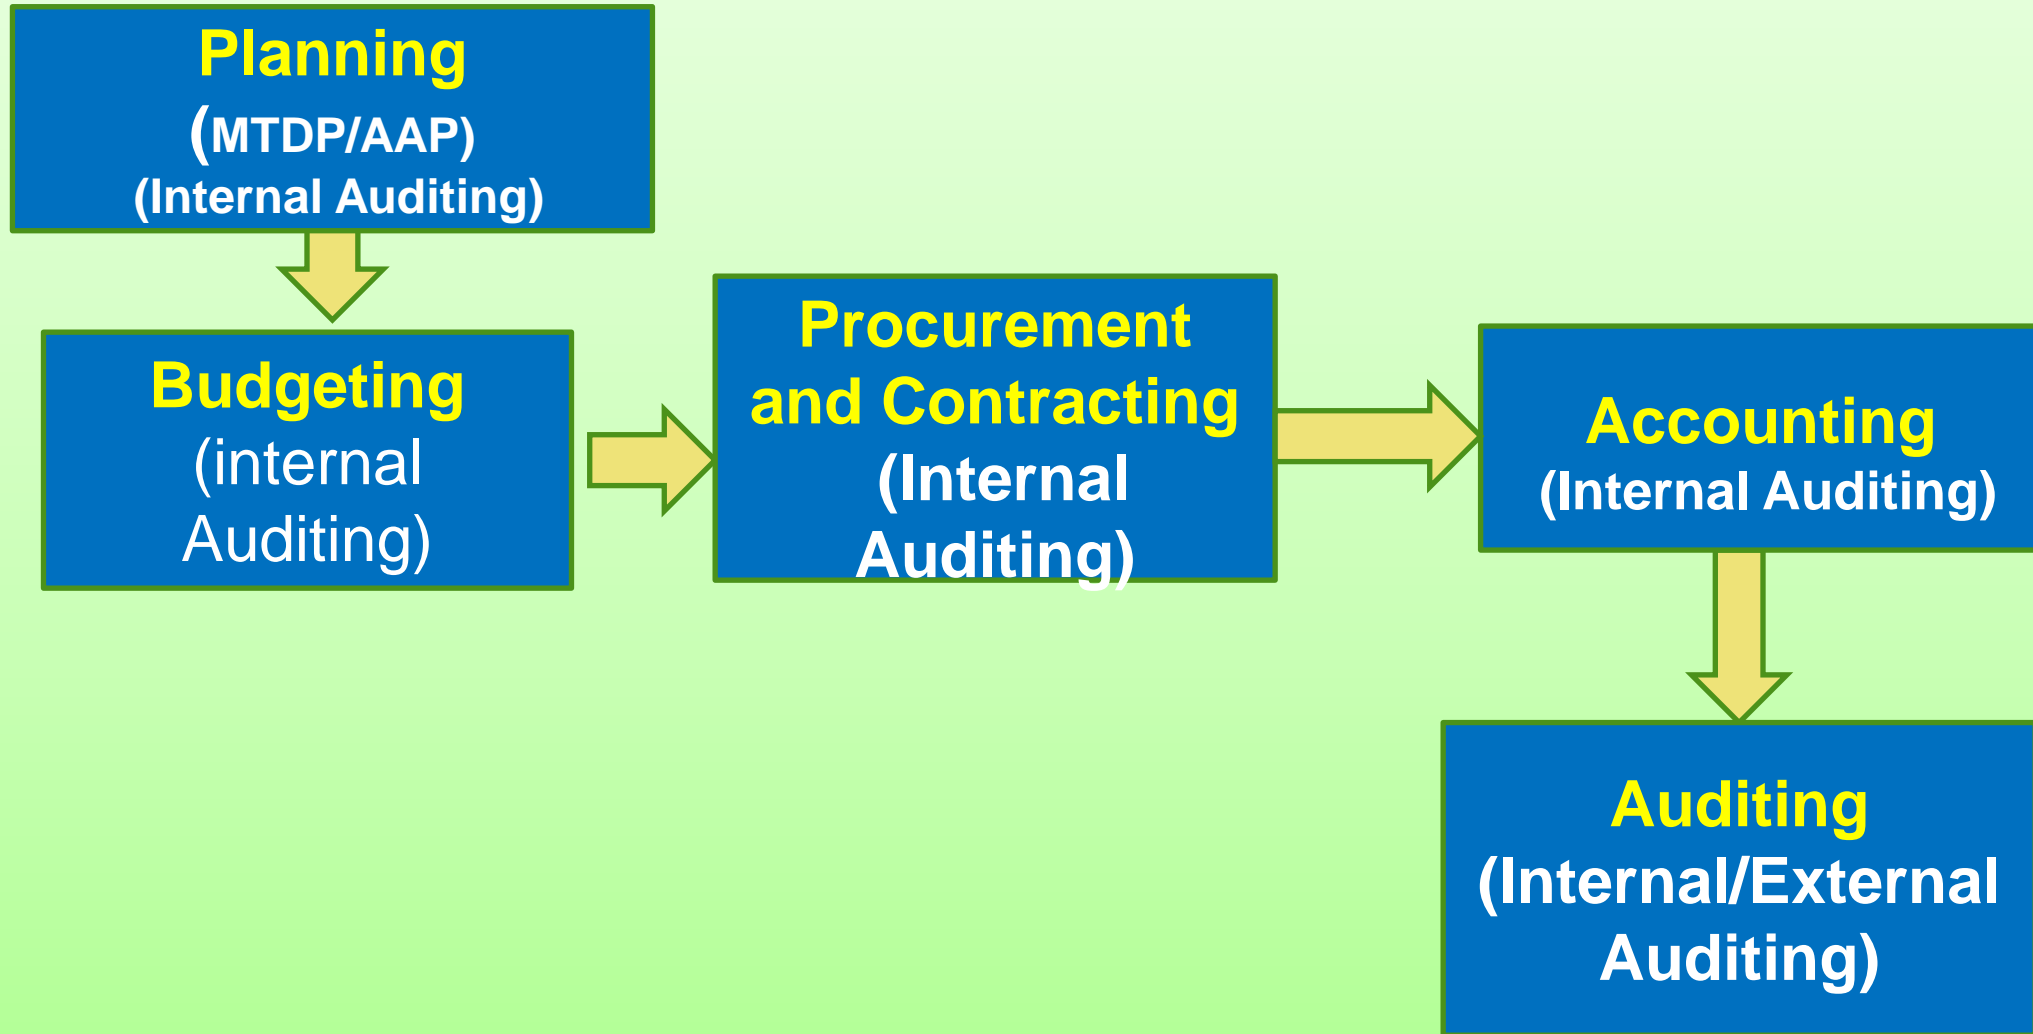 Planning
(MTDP/AAP)
(Internal Auditing)
Budgeting
(internal
Auditing)
Procurement
and Contracting
(Internal
Auditing)
Accounting
(Internal Auditing)
Auditing
(Internal/External
Auditing)